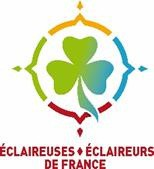 ÉCLAIREUSES ♦ ÉCLAIREURS
DE FRANCE